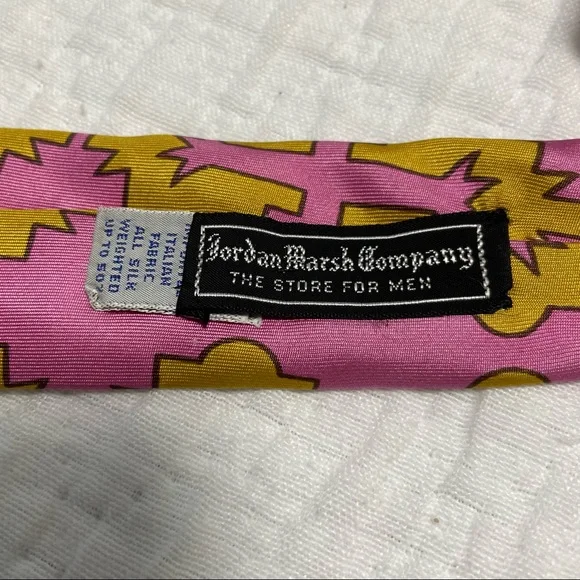 ITALIAN
FABRIC
ALL SILK
WEIGHTED
UP TO 50%
Jordan Marsh Company
THE STORE FOR MEN